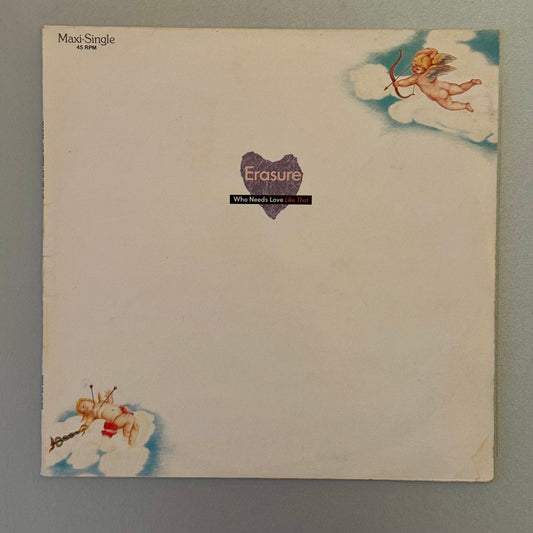 Maxi-Single
45 RPM
Erasure
Who Needs Love Like That